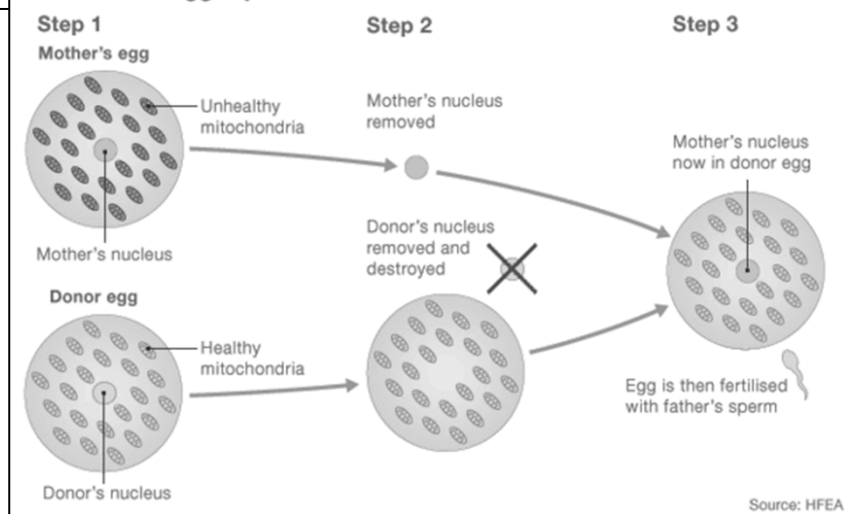 Step 1
Mother's egg
Unhealthy
mitochondria
Mother's nucleus
Donor egg
Healthy
mitochondria
Donor's nucleus
Step 2
Mother's nucleus
removed
Donor's nucleus
removed and
destroyed
Step 3
Mother's nucleus
now in donor egg
Egg is then fertilised
with father's sperm
Source: HFEA